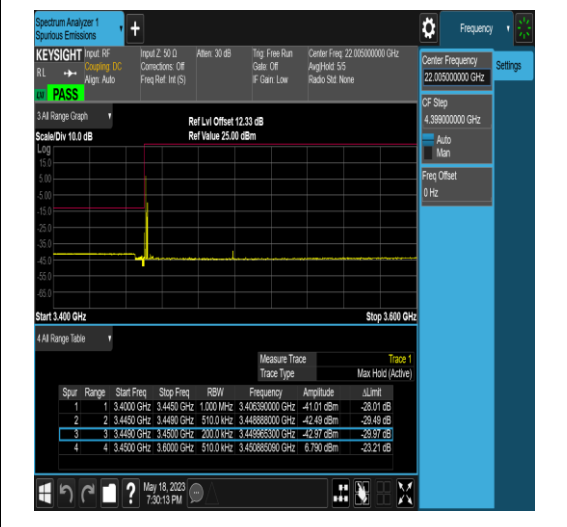 Spectrum Analyzer 1
Spurious Emissions
Frequency
KEYSIGHT Input: RF Input Z: 50 Ω Atten: 30 dB Trig: Free Run Center Freq: 22.005000000 GHz
RL Coupling: DC Corrections: Off Gate: Off Avg|Hold: 5/5
Align: Auto Freq Ref: Int (S) IF Gain: Low Radio Std: None
PASS
Center Frequency
22.005000000 GHz
Settings
CF Step
4.399000000 GHz
Auto
Man
Freq Offset
0 Hz
3 All Range Graph
Ref Lvl Offset 12.33 dB
Scale/Div 10.0 dB Ref Value 25.00 dBm
Log
15.0
5.00
-5.00
-15.0
-25.0
-35.0
-45.0
-55.0
-65.0
Start 3.400 GHz Stop 3.600 GHz
4 All Range Table
Measure Trace Trace 1
Trace Type Max Hold (Active)
Spur Range Start Freq Stop Freq RBW Frequency Amplitude ΔLimit
1 1 3.4000 GHz 3.4450 GHz 1.000 MHz 3.406390000 GHz -41.01 dBm -28.01 dB
2 2 3.4450 GHz 3.4490 GHz 510.0 kHz 3.448888000 GHz -42.49 dBm -29.49 dB
3 3 3.4490 GHz 3.4500 GHz 200.0 kHz 3.449965300 GHz -42.97 dBm -29.97 dB
4 4 3.4500 GHz 3.6000 GHz 510.0 kHz 3.450885090 GHz 6.790 dBm -23.21 dB
?
May 18, 2023
7:30:13 PM